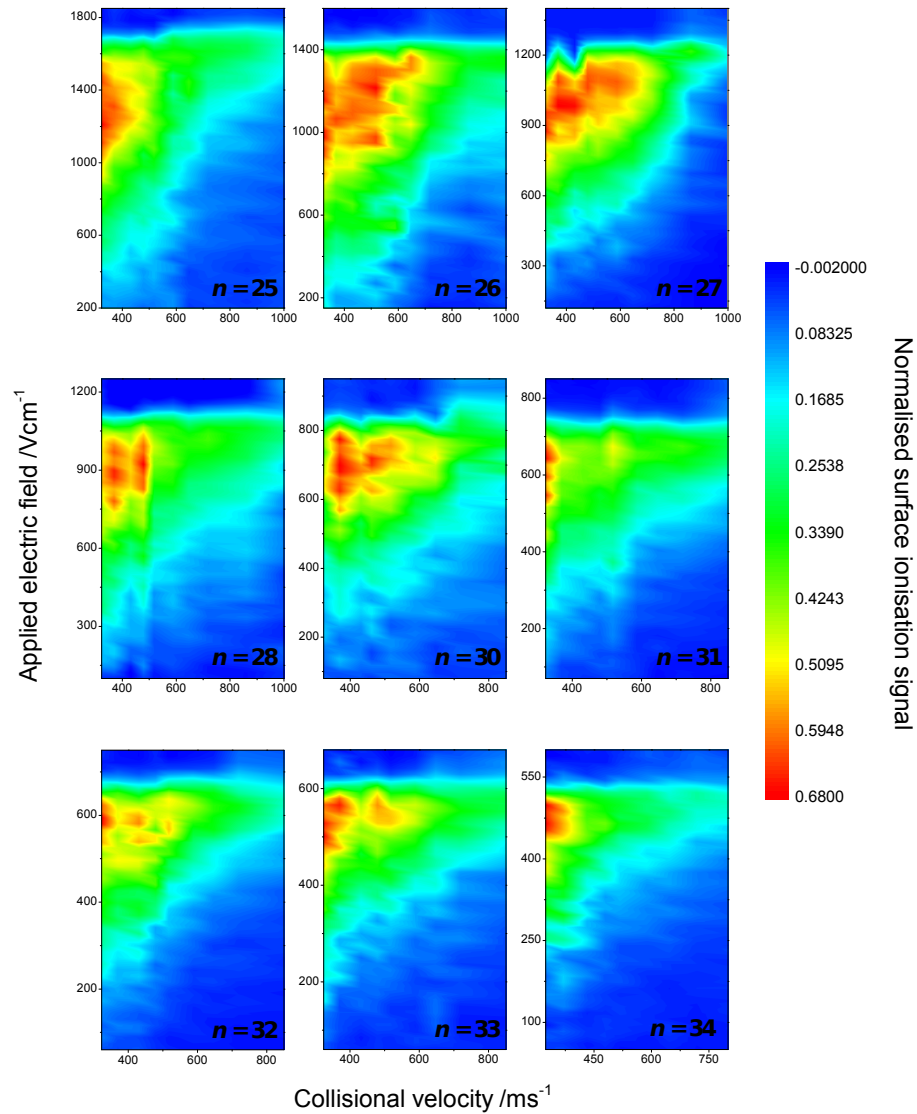 1800
1400
1000
600
200
400 600 800 1000
n = 25
1400
1000
600
200
400 600 800 1000
n = 26
1200
900
600
300
400 600 800 1000
n = 27
1200
900
600
300
400 600 800 1000
n = 28
800
600
400
200
400 600 800
n = 30
800
600
400
200
400 600 800
n = 31
600
400
200
400 600 800
n = 32
600
400
200
400 600 800
n = 33
550
400
250
100
450 600 750
n = 34
Applied electric field /Vcm⁻¹
Collisional velocity /ms⁻¹
-0.002000
0.08325
0.1685
0.2538
0.3390
0.4243
0.5095
0.5948
0.6800
Normalised surface ionisation signal